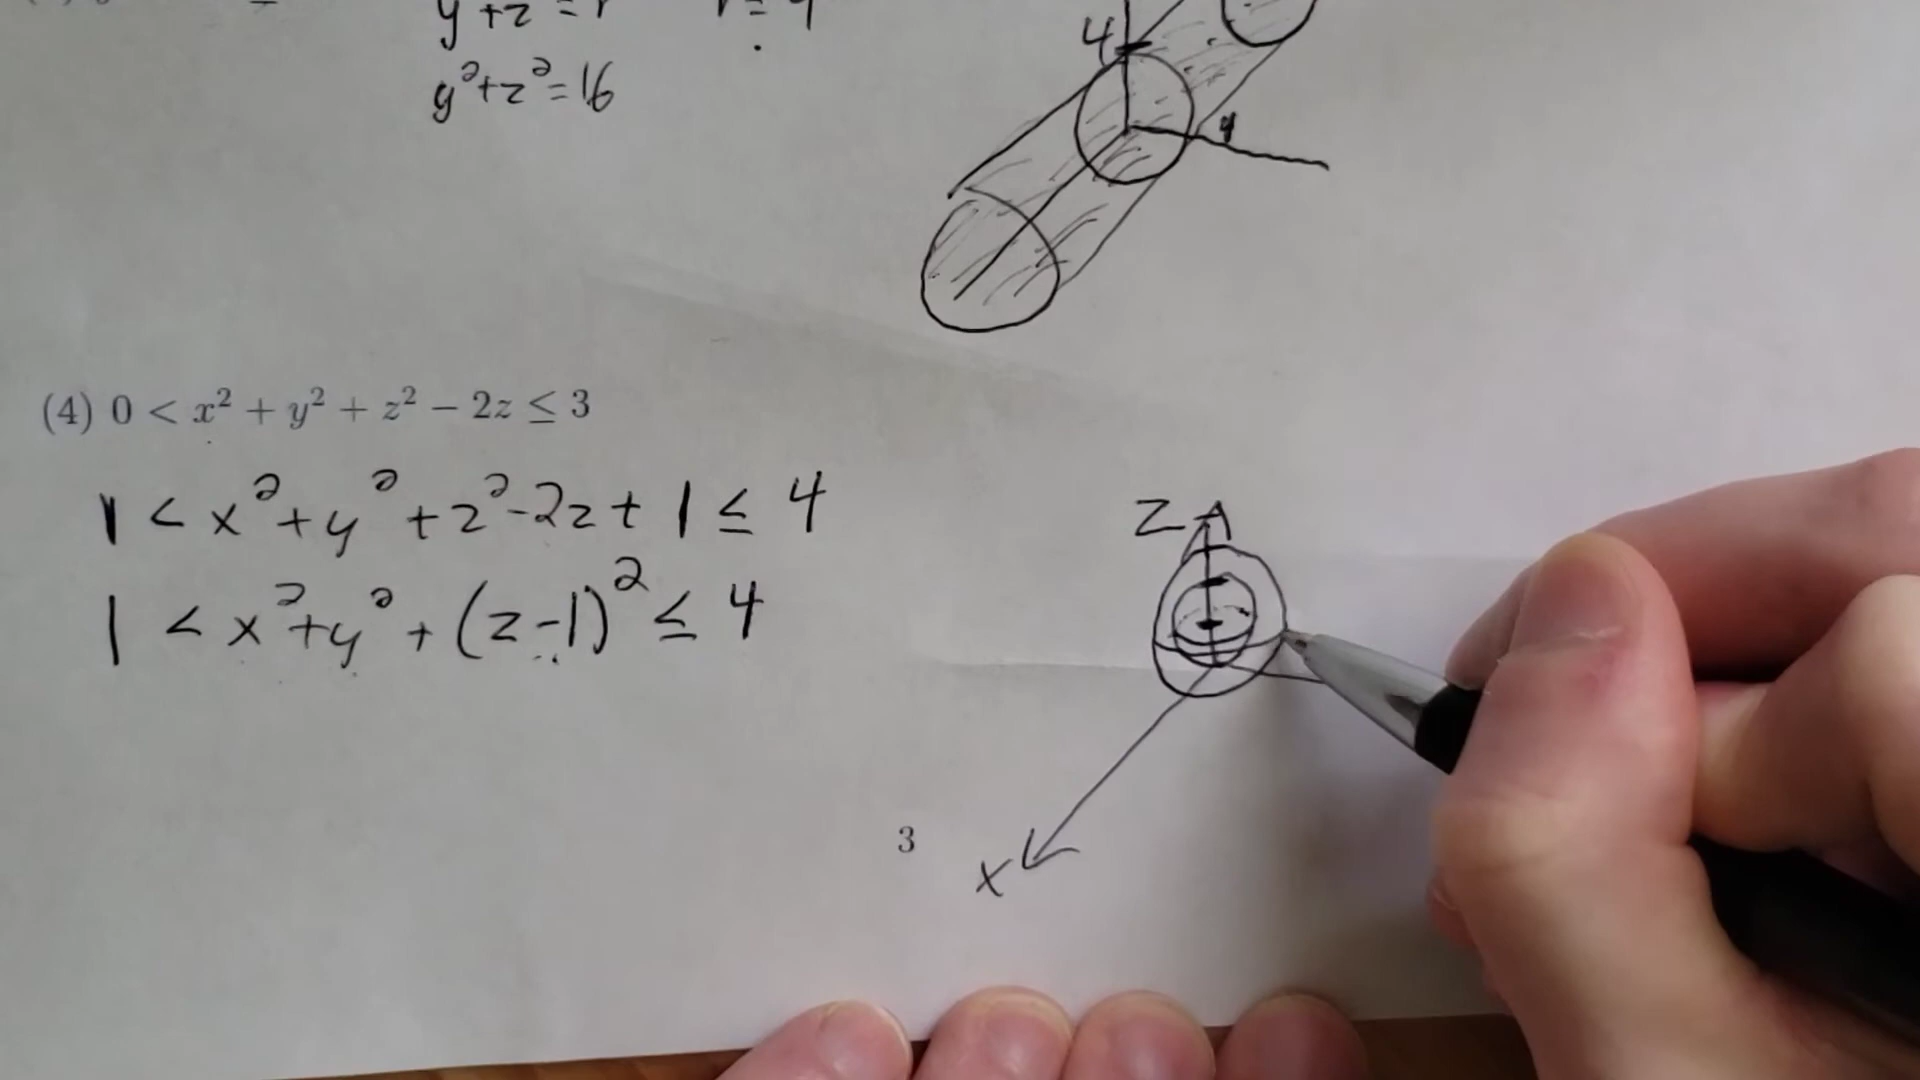 y²+z²=16
4
4
(4) 0 < x² + y² + z² − 2z ≤ 3
1 < x²+y²+z²-2z+1 ≤ 4
1 < x²+y²+(z-1)² ≤ 4
z
x
3